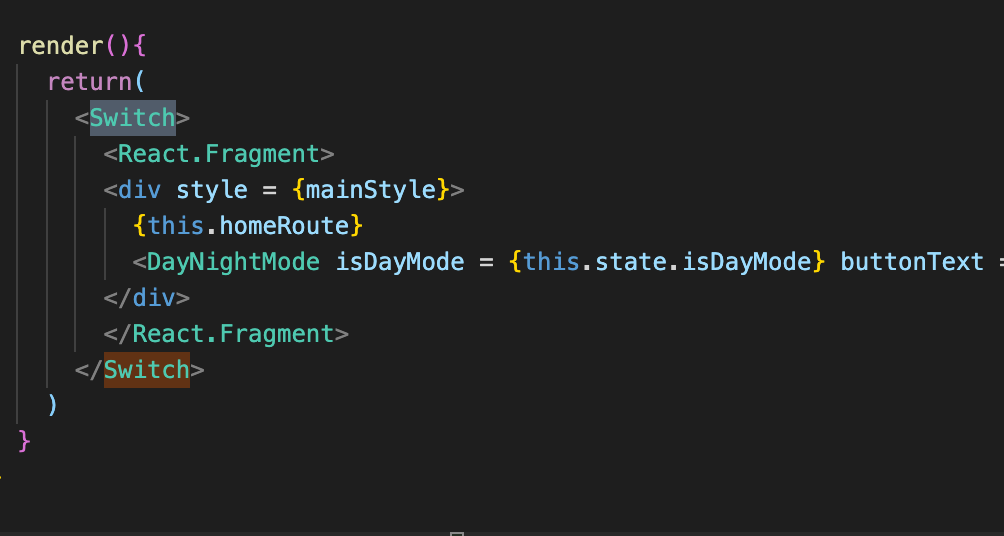 render(){
return(
<Switch>
<React.Fragment>
<div style = {mainStyle}>
{this.homeRoute}
<DayNightMode isDayMode = {this.state.isDayMode} buttonText =
</div>
</React.Fragment>
</Switch>
)
}